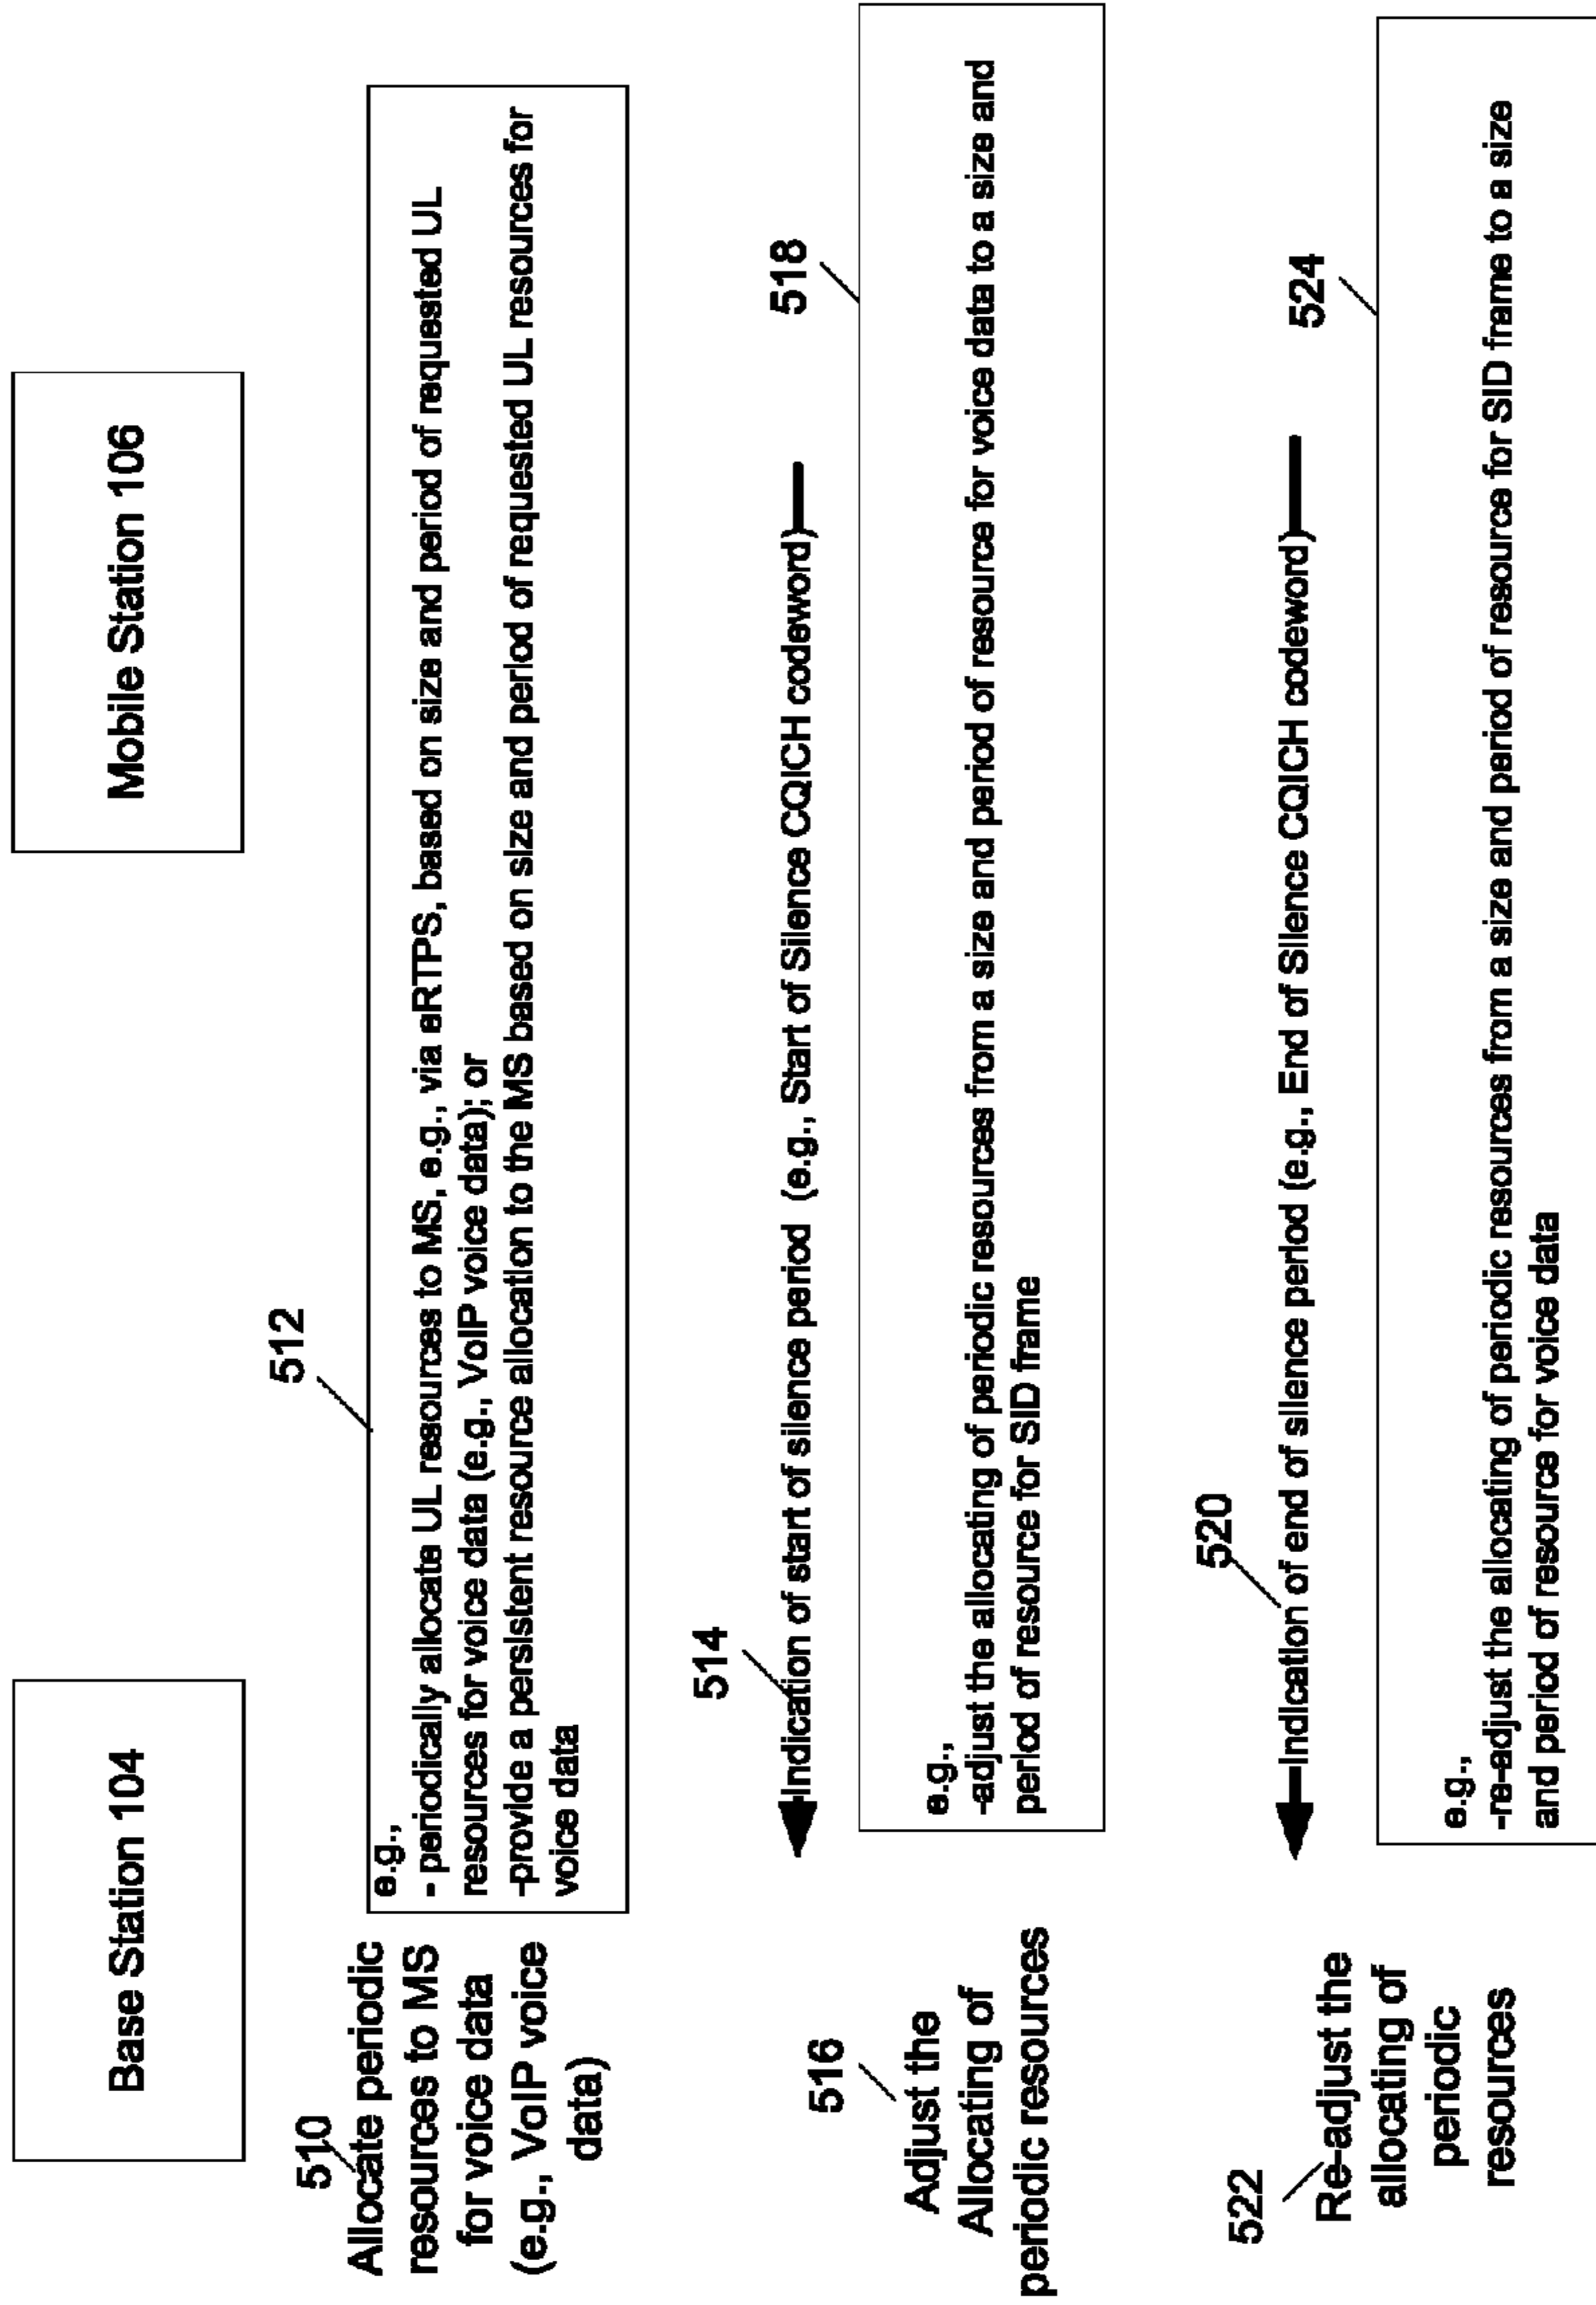 Base Station 104
Mobile Station 106
510
Allocate periodic
resources to MS
for voice data
(e.g., VoIP voice
data)
512
e.g.,
- periodically allocate UL resources to MS, e.g., via eRTPS, based on size and period of requested UL
resources for voice data (e.g., VoIP voice data); or
-provide a persistent resource allocation to the MS based on size and period of requested UL resources for
voice data
514
Indication of start of silence period (e.g., Start of Silence CQICH codeword)
516
Adjust the
Allocating of
periodic resources
518
e.g.,
-adjust the allocating of periodic resources from a size and period of resource for voice data to a size and
period of resource for SID frame
520
Indication of end of silence period (e.g., End of Silence CQICH codeword)
522
Re-adjust the
allocating of
periodic
resources
524
e.g.,
-re-adjust the allocating of periodic resources from a size and period of resource for SID frame to a size
and period of resource for voice data